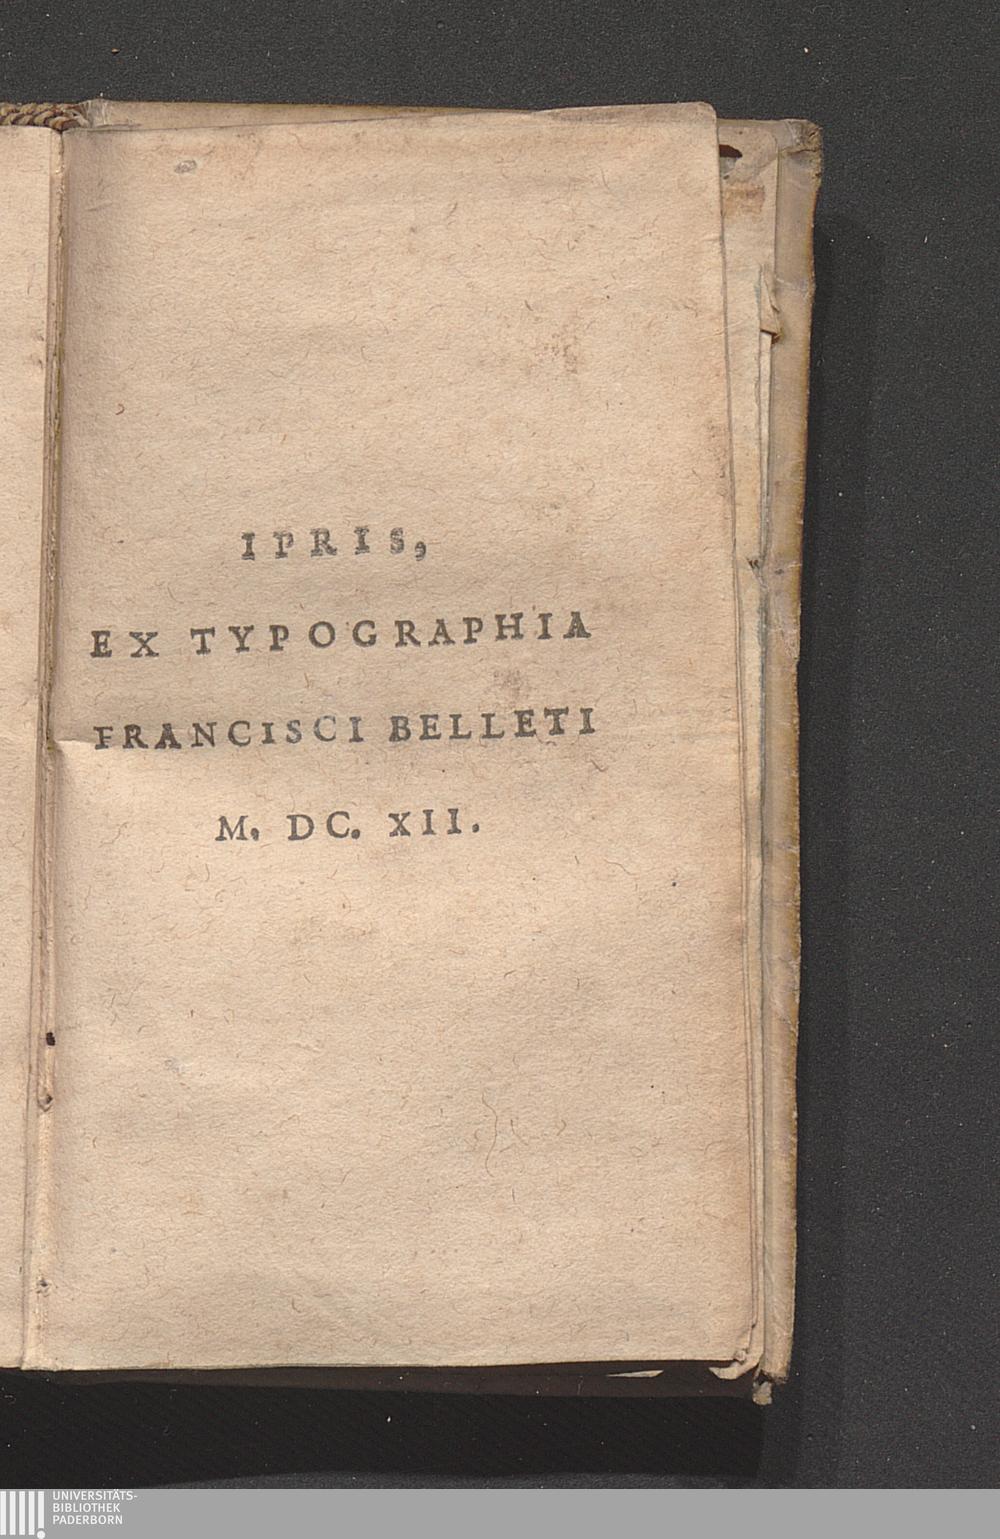 IPRIS,
EX TYPOGRAPHIA
FRANCISCI BELLETI
M. DC. XII.
UNIVERSITÄTS-
BIBLIOTHEK
PADERBORN